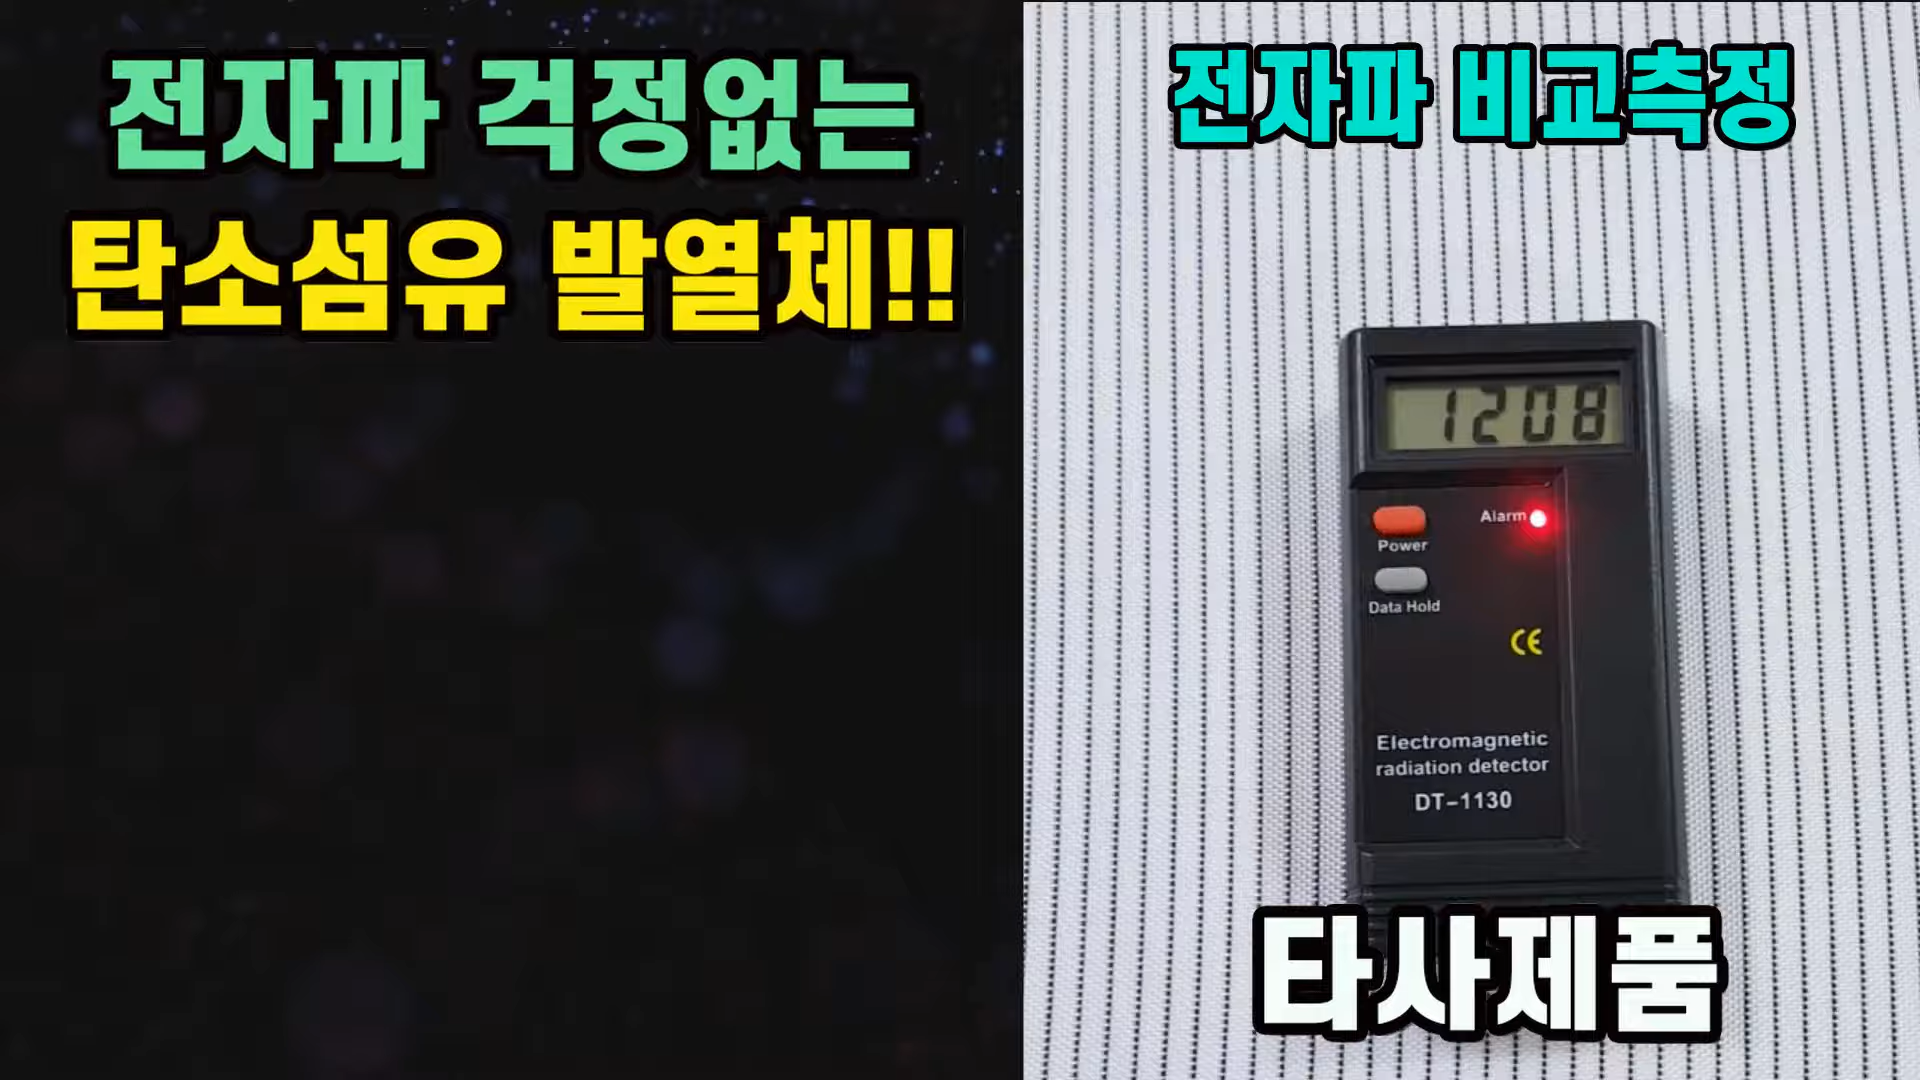 전자파 걱정없는
탄소섬유 발열체!!
전자파 비교측정
1208
Alarm
Power
Data Hold
CE
Electromagnetic
radiation detector
DT-1130
타사제품